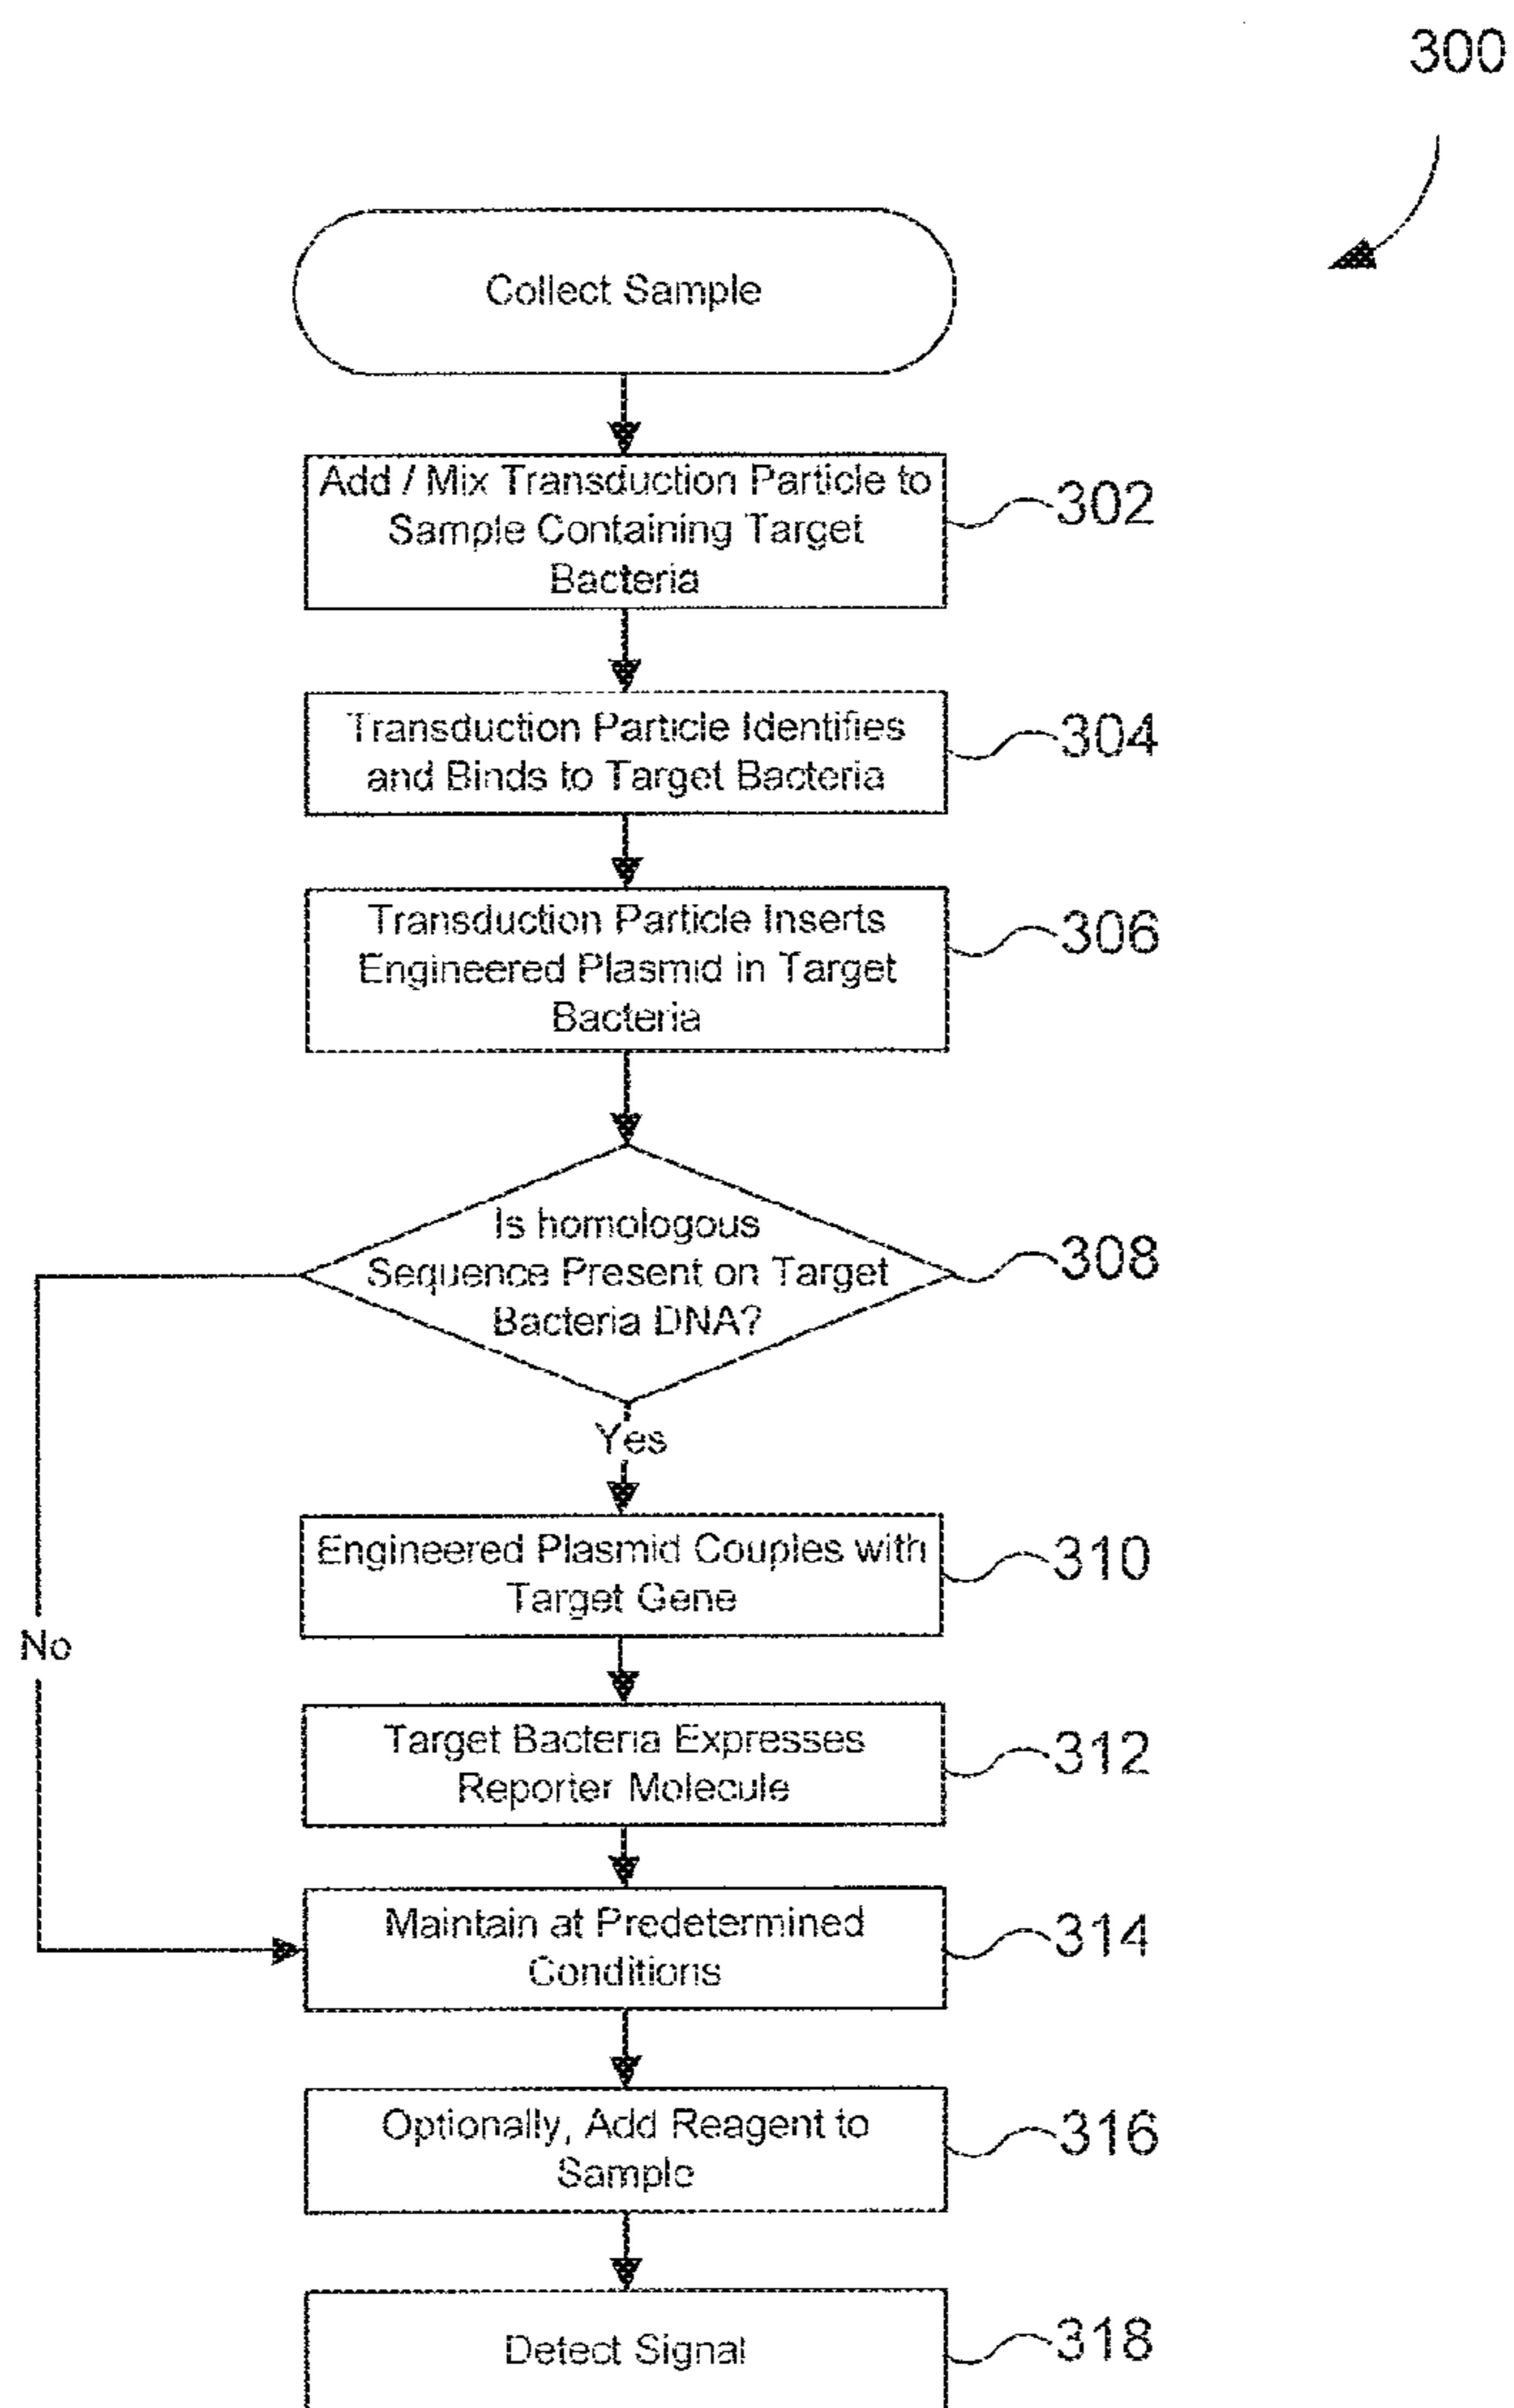 300
Collect Sample
Add / Mix Transduction Particle to
Sample Containing Target
Bacteria
302
Transduction Particle Identifies
and Binds to Target Bacteria
304
Transduction Particle Inserts
Engineered Plasmid in Target
Bacteria
306
Is homologous
Sequence Present on Target
Bacteria DNA?
308
Yes
Engineered Plasmid Couples with
Target Gene
310
No
Target Bacteria Expresses
Reporter Molecule
312
Maintain at Predetermined
Conditions
314
Optionally, Add Reagent to
Sample
316
Detect Signal
318